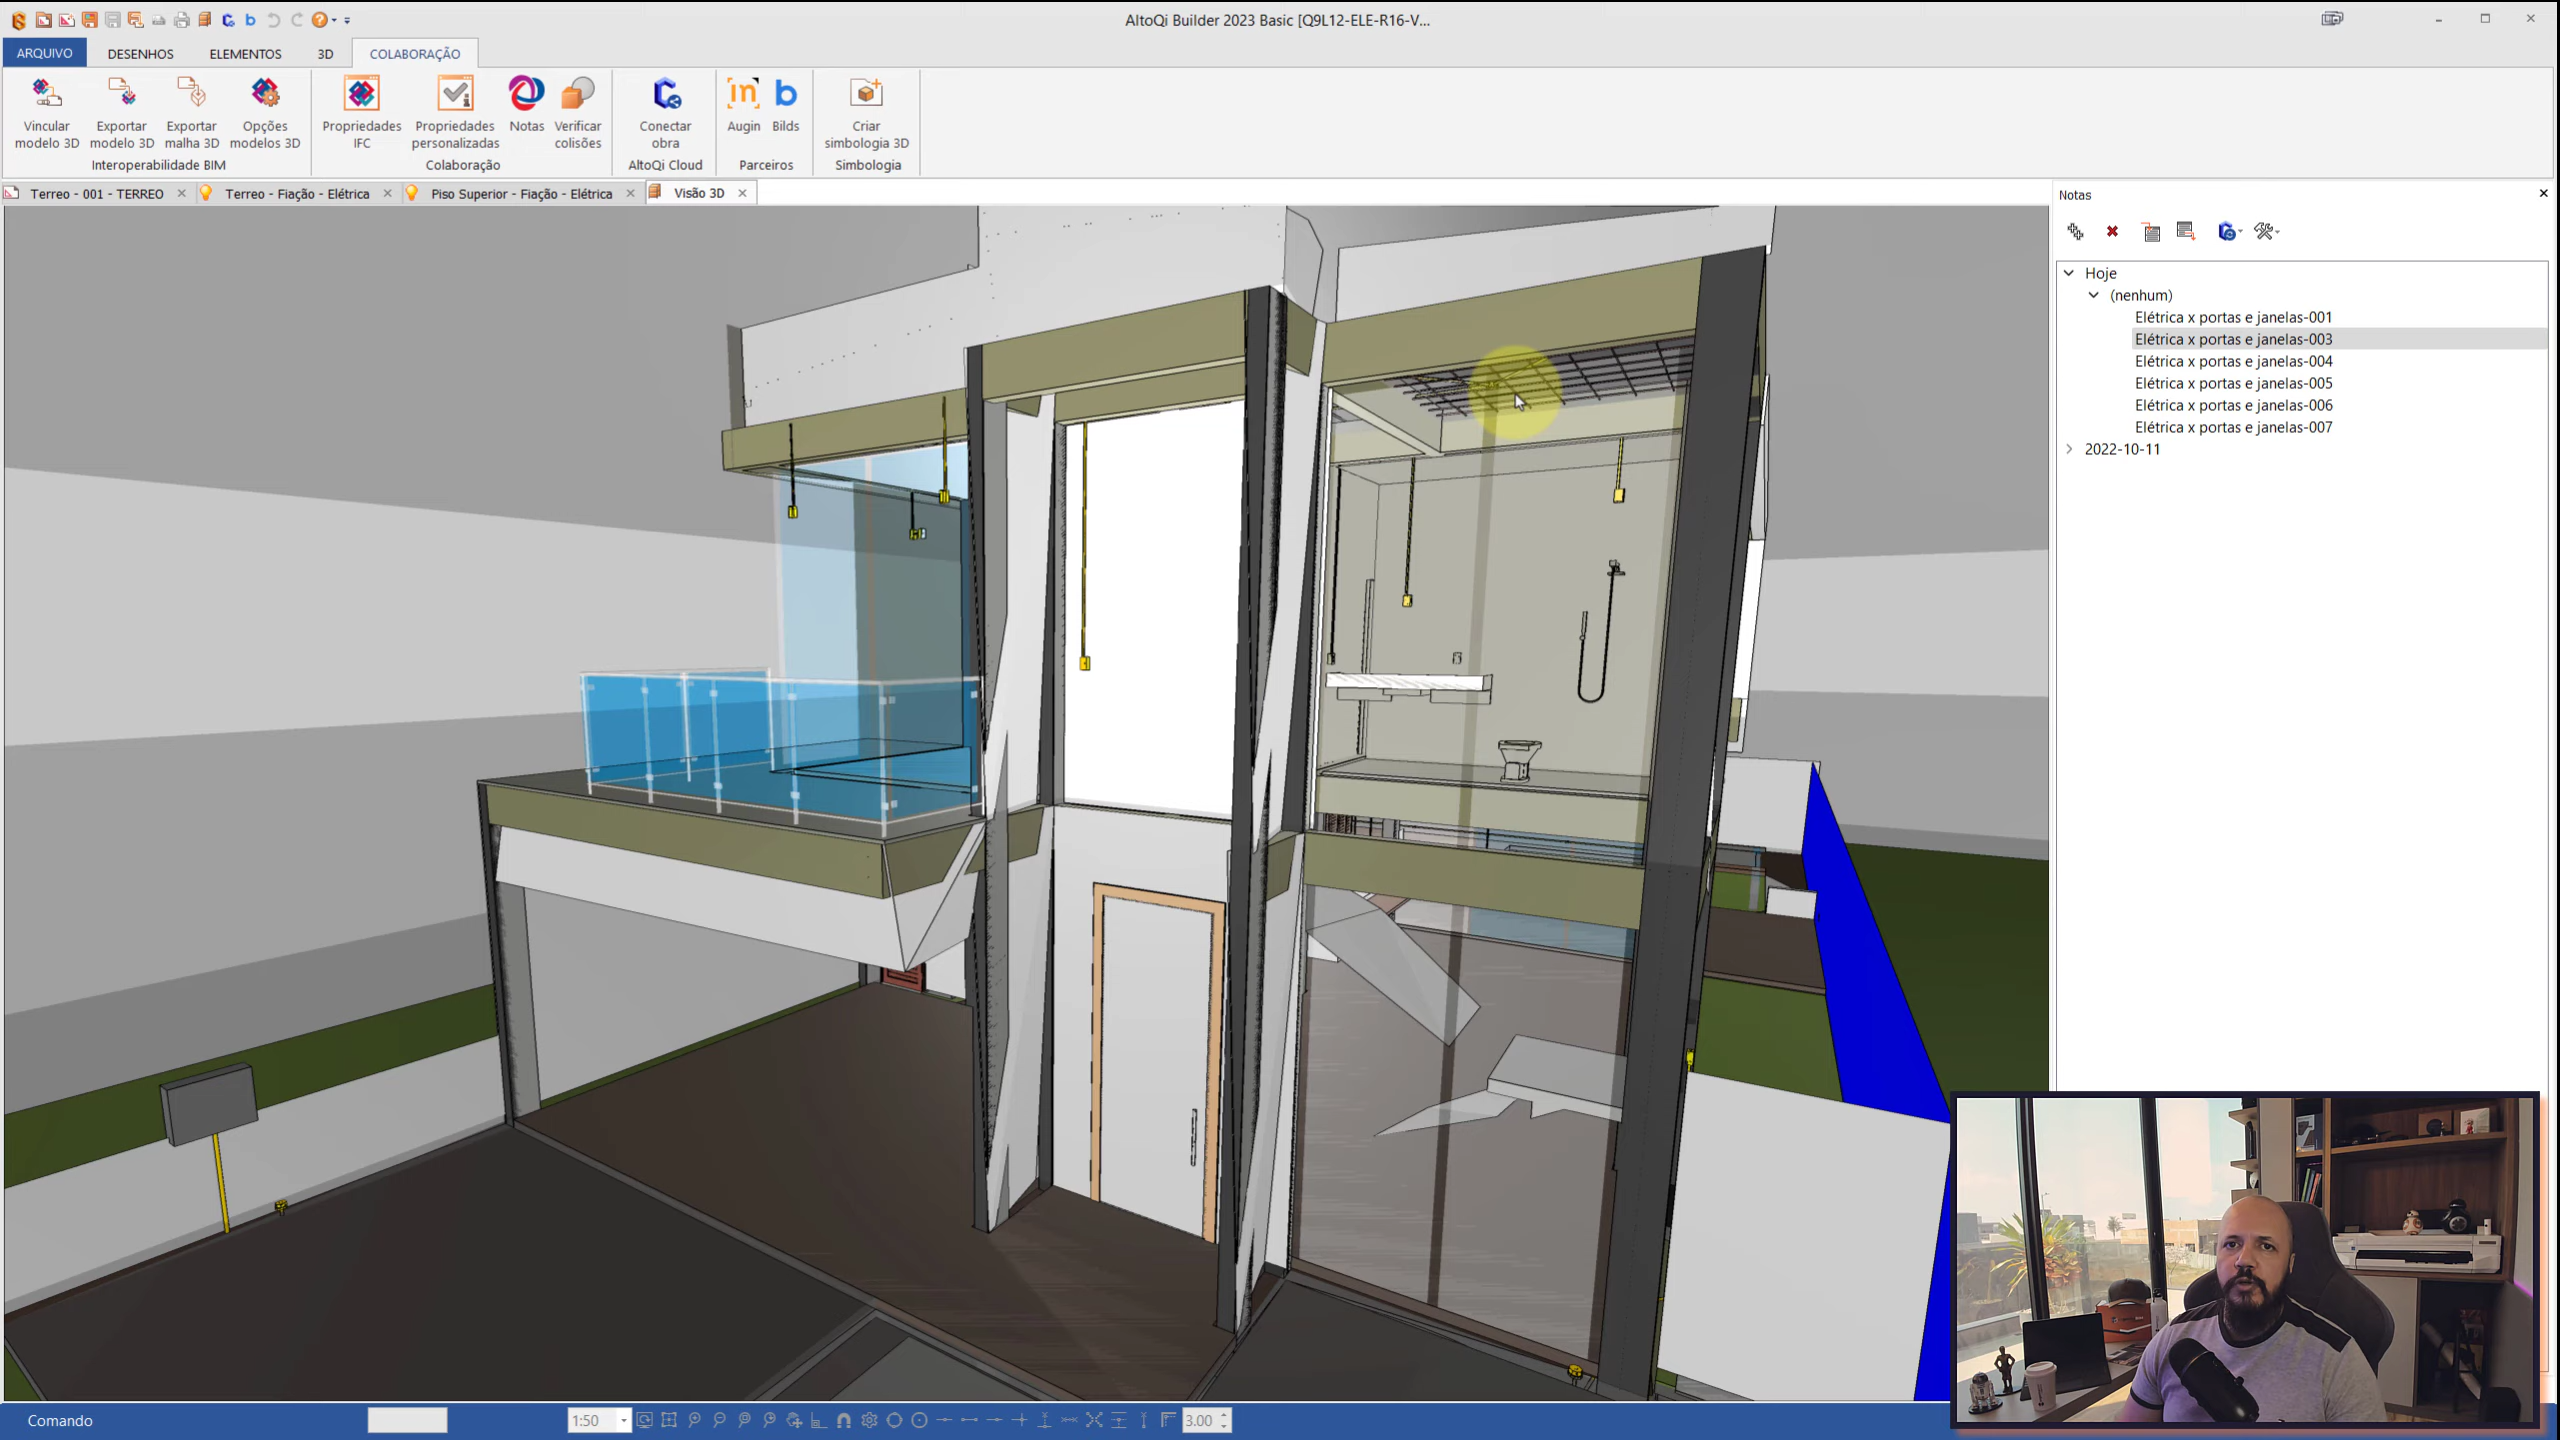 AltoQi Builder 2023 Basic [Q9L12-ELE-R16-V...
ARQUIVO
DESENHOS
ELEMENTOS
3D
COLABORAÇÃO
Vincular modelo 3D
Exportar modelo 3D
Exportar malha 3D
Opções modelos 3D
Interoperabilidade BIM
Propriedades IFC
Propriedades personalizadas
Notas
Verificar colisões
Colaboração
Conectar obra
AltoQi Cloud
Augin
Bilds
Parceiros
Criar simbologia 3D
Simbologia
Terreo - 001 - TERREO
Terreo - Fiação - Elétrica
Piso Superior - Fiação - Elétrica
Visão 3D
Notas
Hoje
(nenhum)
Elétrica x portas e janelas-001
Elétrica x portas e janelas-003
Elétrica x portas e janelas-004
Elétrica x portas e janelas-005
Elétrica x portas e janelas-006
Elétrica x portas e janelas-007
2022-10-11
Comando
1:50
3.00